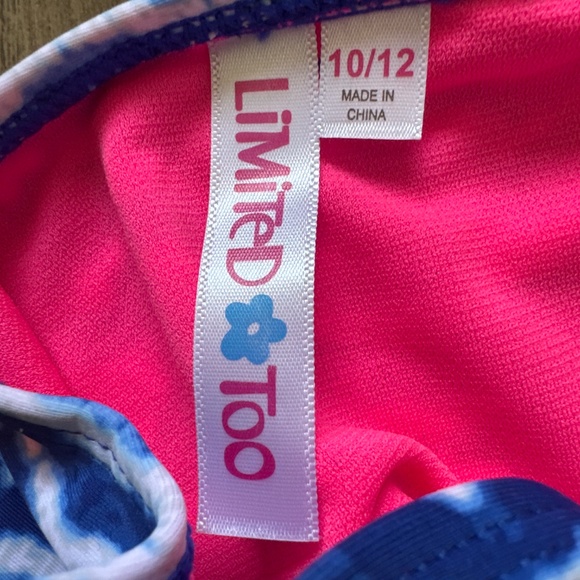 LiMiTeD TOO
10/12
MADE IN
CHINA